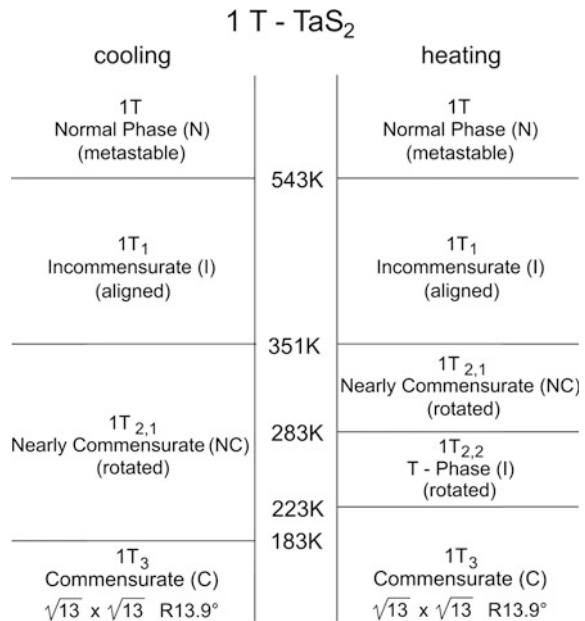 1 T - TaS2
cooling
heating
1T
Normal Phase (N)
(metastable)
1T
Normal Phase (N)
(metastable)
543K
1T1
Incommensurate (I)
(aligned)
1T1
Incommensurate (I)
(aligned)
351K
1T2,1
Nearly Commensurate (NC)
(rotated)
1T2,1
Nearly Commensurate (NC)
(rotated)
283K
1T2,2
T - Phase (I)
(rotated)
223K
183K
1T3
Commensurate (C)
√13 x √13 R13.9°
1T3
Commensurate (C)
√13 x √13 R13.9°